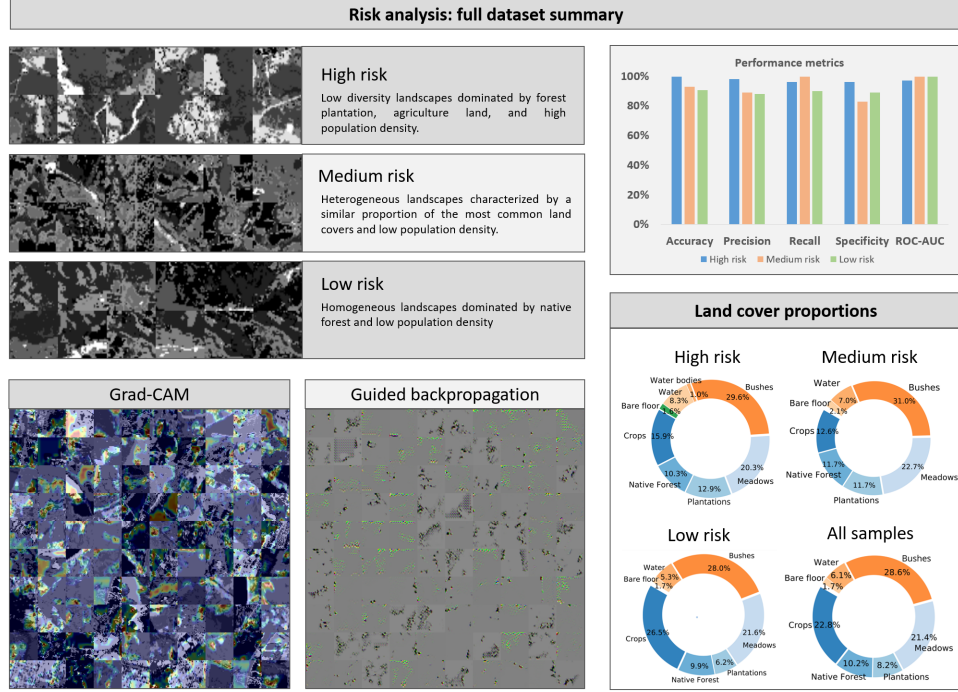 Risk analysis: full dataset summary
High risk
Low diversity landscapes dominated by forest
plantation, agriculture land, and high
population density.
Medium risk
Heterogeneous landscapes characterized by a
similar proportion of the most common land
covers and low population density.
Low risk
Homogeneous landscapes dominated by native
forest and low population density
Grad-CAM
Guided backpropagation
Performance metrics
100%
80%
60%
40%
20%
0%
Accuracy Precision Recall Specificity ROC-AUC
High risk Medium risk Low risk
Land cover proportions
High risk
Water bodies
1.0%
Bushes
29.6%
Water
8.3%
Bare floor
1.6%
Crops
15.9%
20.3%
Meadows
10.3%
Native Forest
12.9%
Plantations
Medium risk
Water
7.0%
Bushes
31.0%
Bare floor
2.1%
Crops
12.6%
22.7%
Meadows
11.7%
Native Forest
11.7%
Plantations
Low risk
Water
5.3%
Bushes
28.0%
Bare floor
1.7%
Crops
26.5%
21.6%
Meadows
9.9%
Native Forest
6.2%
Plantations
All samples
Water
6.1%
Bushes
28.6%
Bare floor
1.7%
Crops
22.8%
21.4%
Meadows
10.2%
Native Forest
8.2%
Plantations